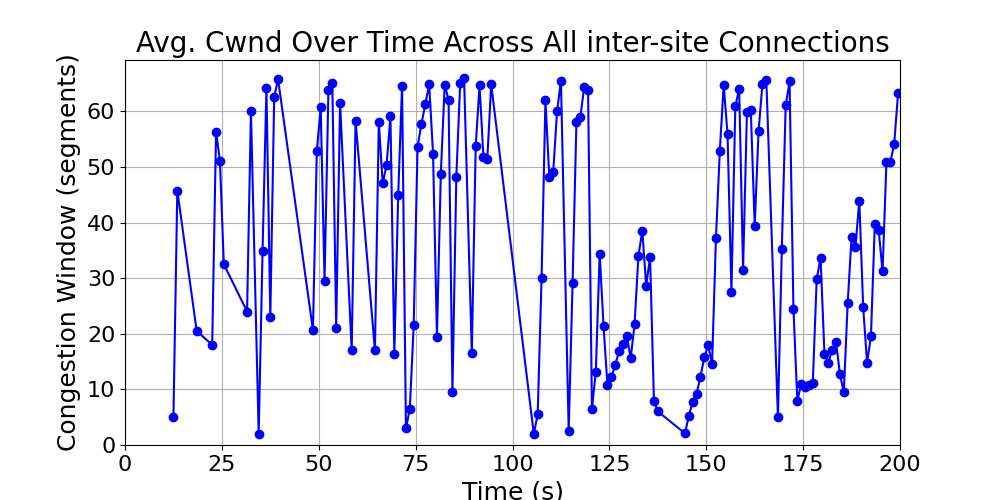 Avg. Cwnd Over Time Across All inter-site Connections
Congestion Window (segments)
60
50
40
30
20
10
0
0 25 50 75 100 125 150 175 200
Time (s)